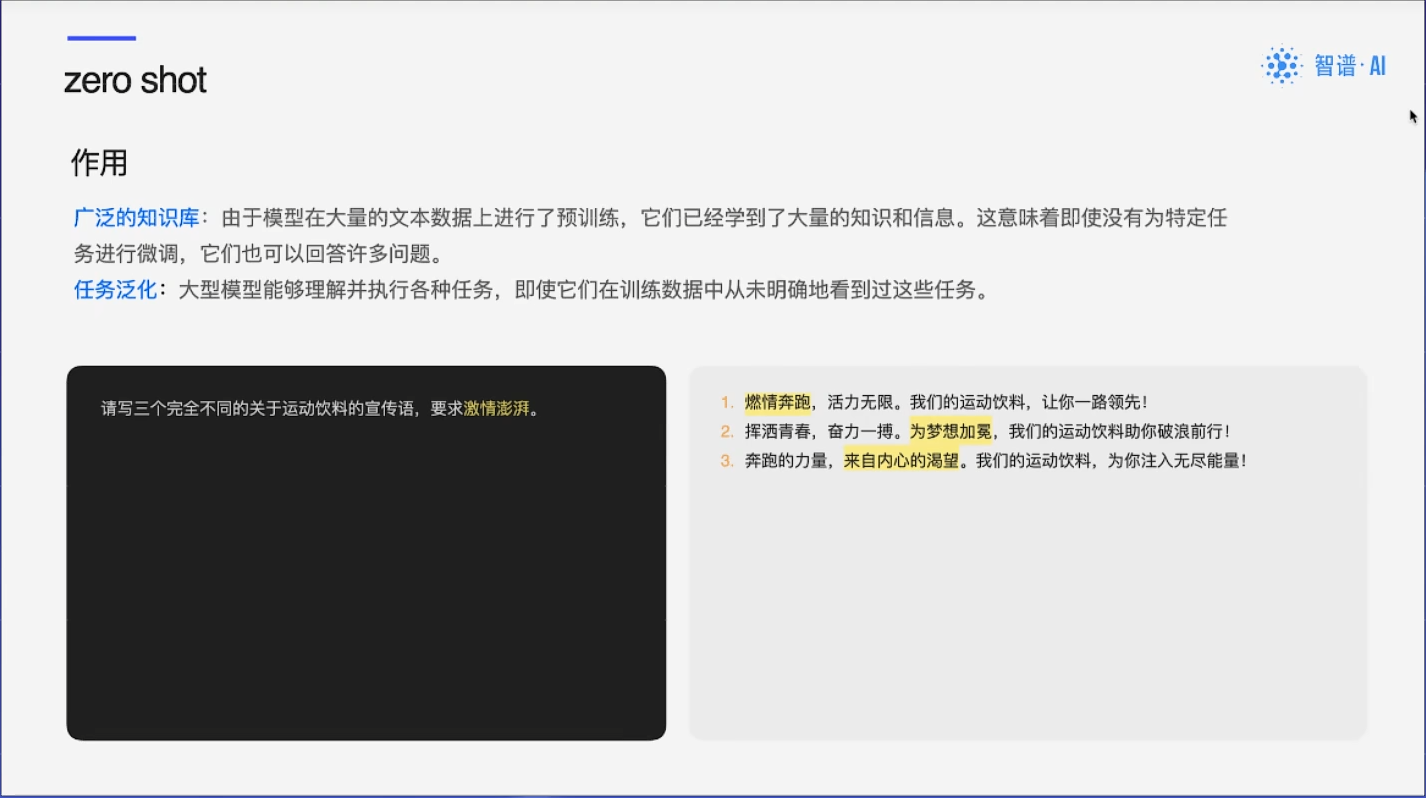 zero shot
智谱·AI
作用
广泛的知识库：由于模型在大量的文本数据上进行了预训练，它们已经学到了大量的知识和信息。这意味着即使没有为特定任
务进行微调，它们也可以回答许多问题。
任务泛化：大型模型能够理解并执行各种任务，即使它们在训练数据中从未明确地看到过这些任务。
请写三个完全不同的关于运动饮料的宣传语，要求激情澎湃。
1. 燃情奔跑，活力无限。我们的运动饮料，让你一路领先！
2. 挥洒青春，奋力一搏。为梦想加冕，我们的运动饮料助你破浪前行！
3. 奔跑的力量，来自内心的渴望。我们的运动饮料，为你注入无尽能量！